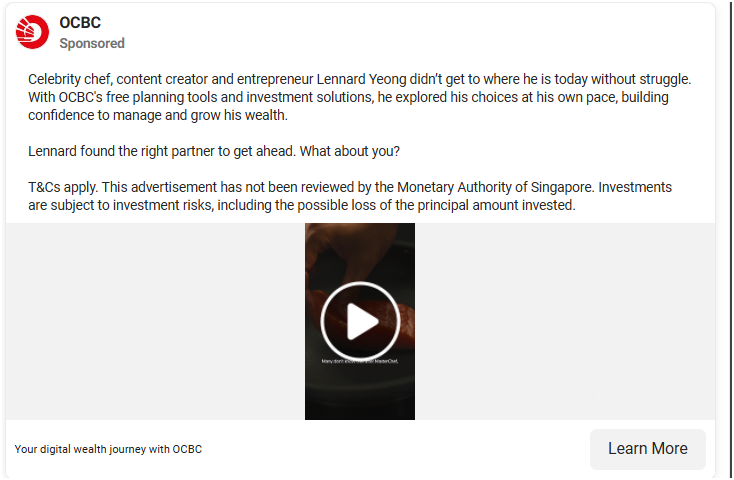 OCBC
Sponsored
Celebrity chef, content creator and entrepreneur Lennard Yeong didn't get to where he is today without struggle.
With OCBC's free planning tools and investment solutions, he explored his choices at his own pace, building
confidence to manage and grow his wealth.
Lennard found the right partner to get ahead. What about you?
T&Cs apply. This advertisement has not been reviewed by the Monetary Authority of Singapore. Investments
are subject to investment risks, including the possible loss of the principal amount invested.
Many don't MasterChef,
Your digital wealth journey with OCBC
Learn More